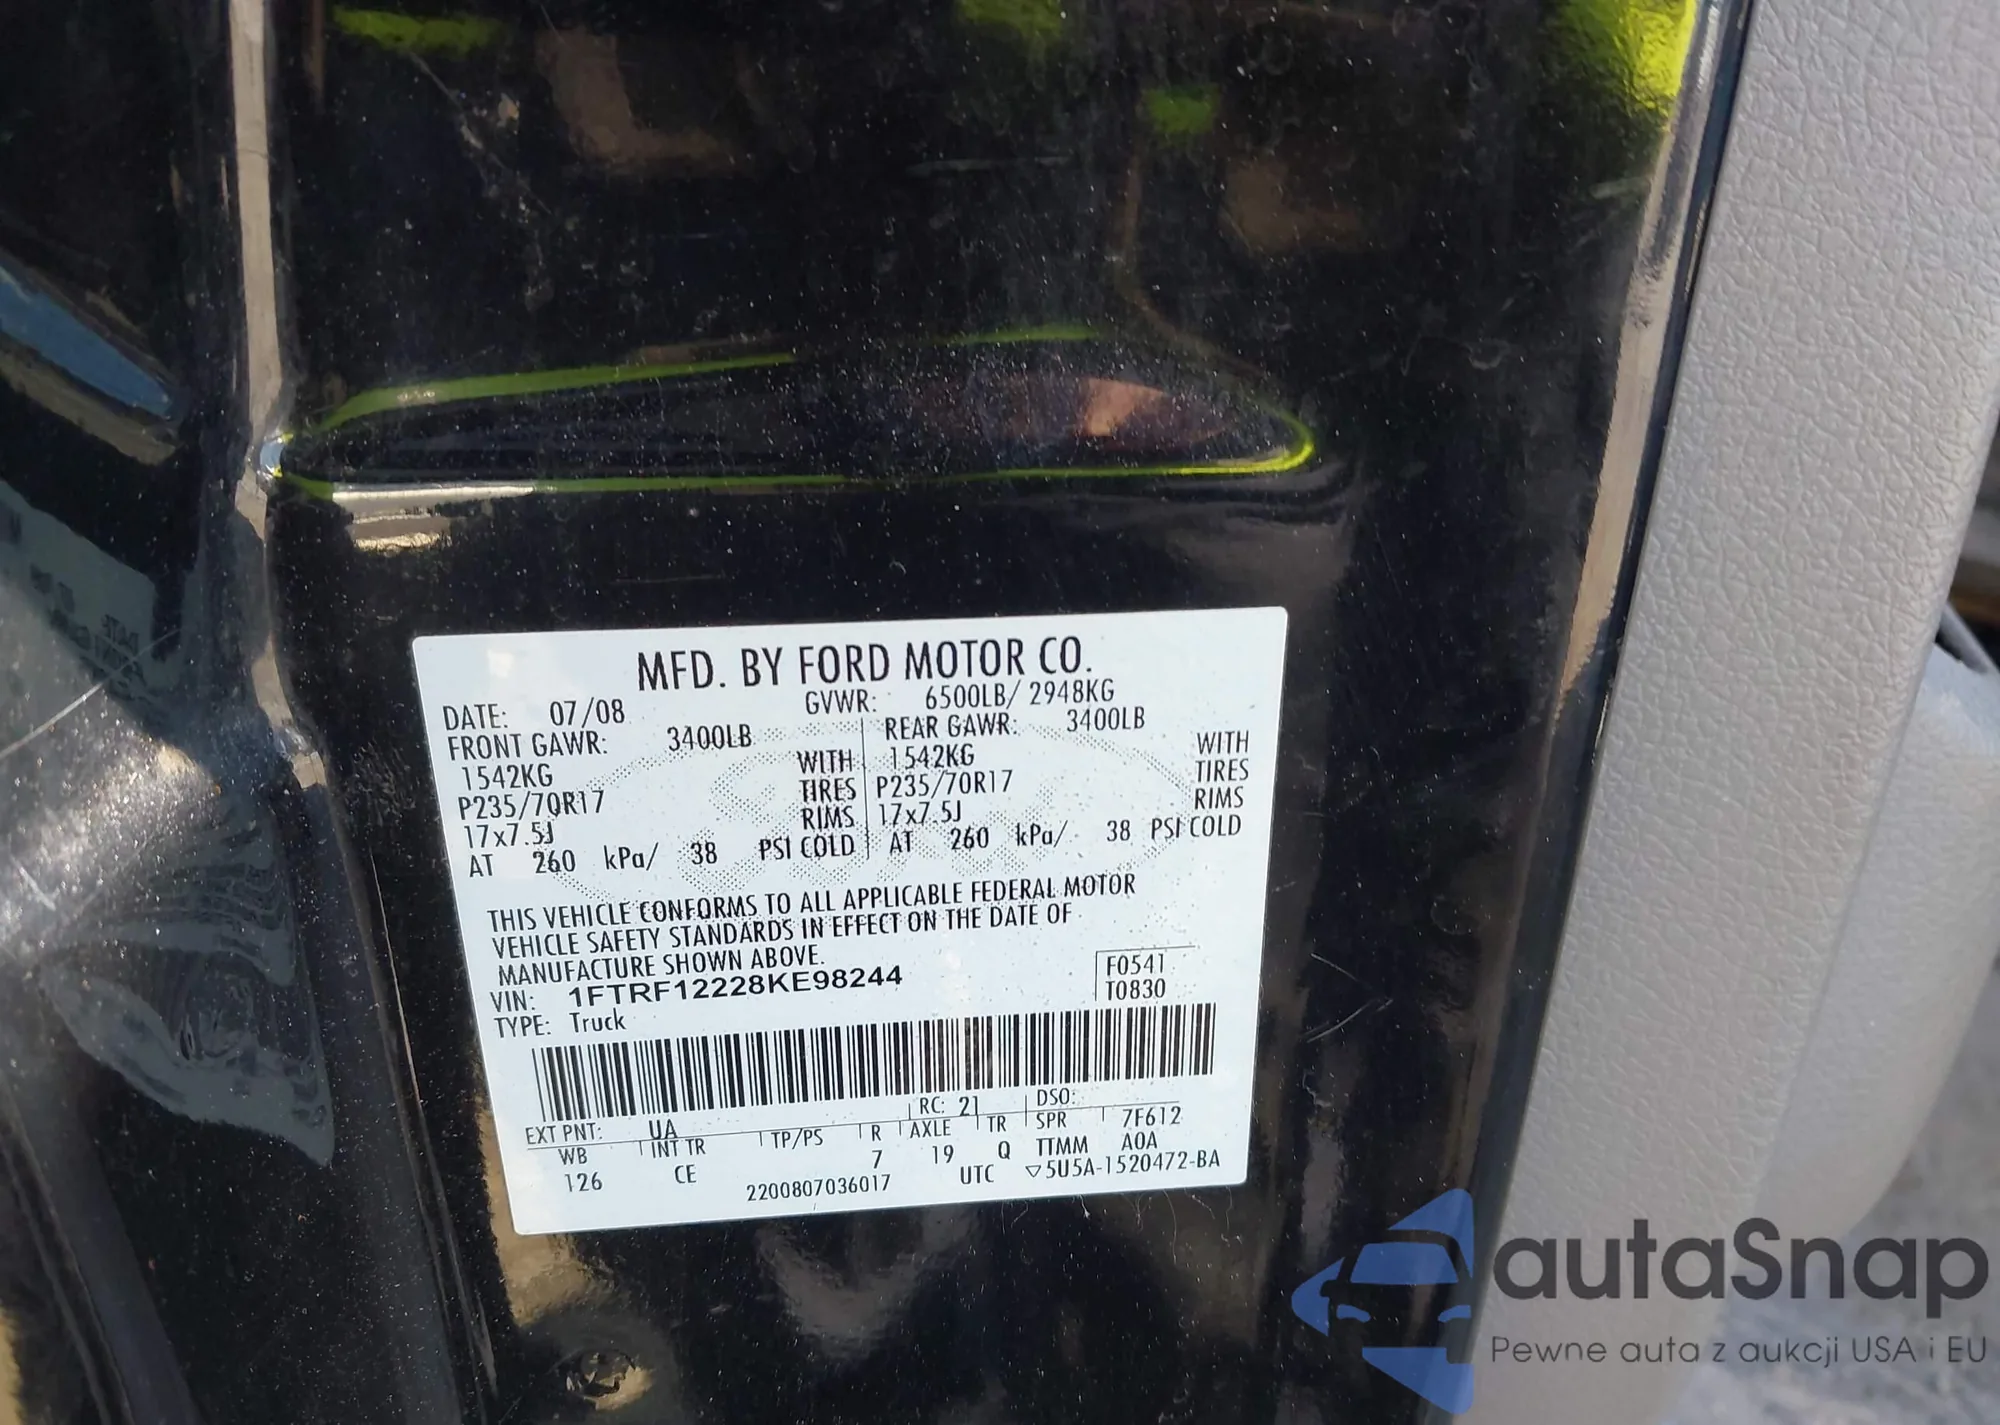 MFD. BY FORD MOTOR CO.
DATE: 07/08 GVWR: 6500LB/ 2948KG
FRONT GAWR: 3400LB REAR GAWR: 3400LB
1542KG WITH 1542KG WITH
P235/70R17 TIRES P235/70R17 TIRES
17x7.5J RIMS 17x7.5J RIMS
AT 260 kPa/ 38 PSI COLD AT 260 kPa/ 38 PSI COLD
THIS VEHICLE CONFORMS TO ALL APPLICABLE FEDERAL MOTOR
VEHICLE SAFETY STANDARDS IN EFFECT ON THE DATE OF
MANUFACTURE SHOWN ABOVE.
VIN: 1FTRF12228KE98244 F0541
TYPE: Truck T0830
EXT PNT: UA RC: 21 DSO: 7F612
WB INT TR TP/PS R AXLE TR SPR A0A
126 CE 7 19 Q TTMM
2200807036017 UTC ▽5U5A-1520472-BA
autaSnap
Pewne auta z aukcji USA i EU